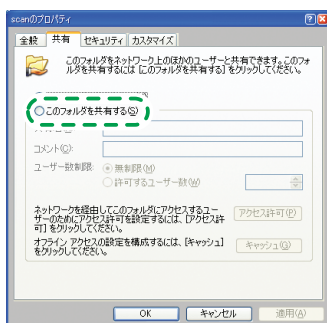 scanのプロパティ
全般 共有 セキュリティ カスタマイズ
このフォルダをネットワーク上のほかのユーザーと共有できます。このフォ
ルダを共有するには [このフォルダを共有する] をクリックしてください。
このフォルダを共有する(S)
コメント(C):
ユーザー数制限: 無制限(M)
許可するユーザー数(W)
ネットワークを経由してこのフォルダにアクセスするユー
ザーのためにアクセス許可を設定するには、[アクセス許
可] をクリックしてください。
アクセス許可(P)
オフライン アクセスの設定を構成するには、[キャッシュ]
をクリックしてください。
キャッシュ(G)
OK キャンセル 適用(A)